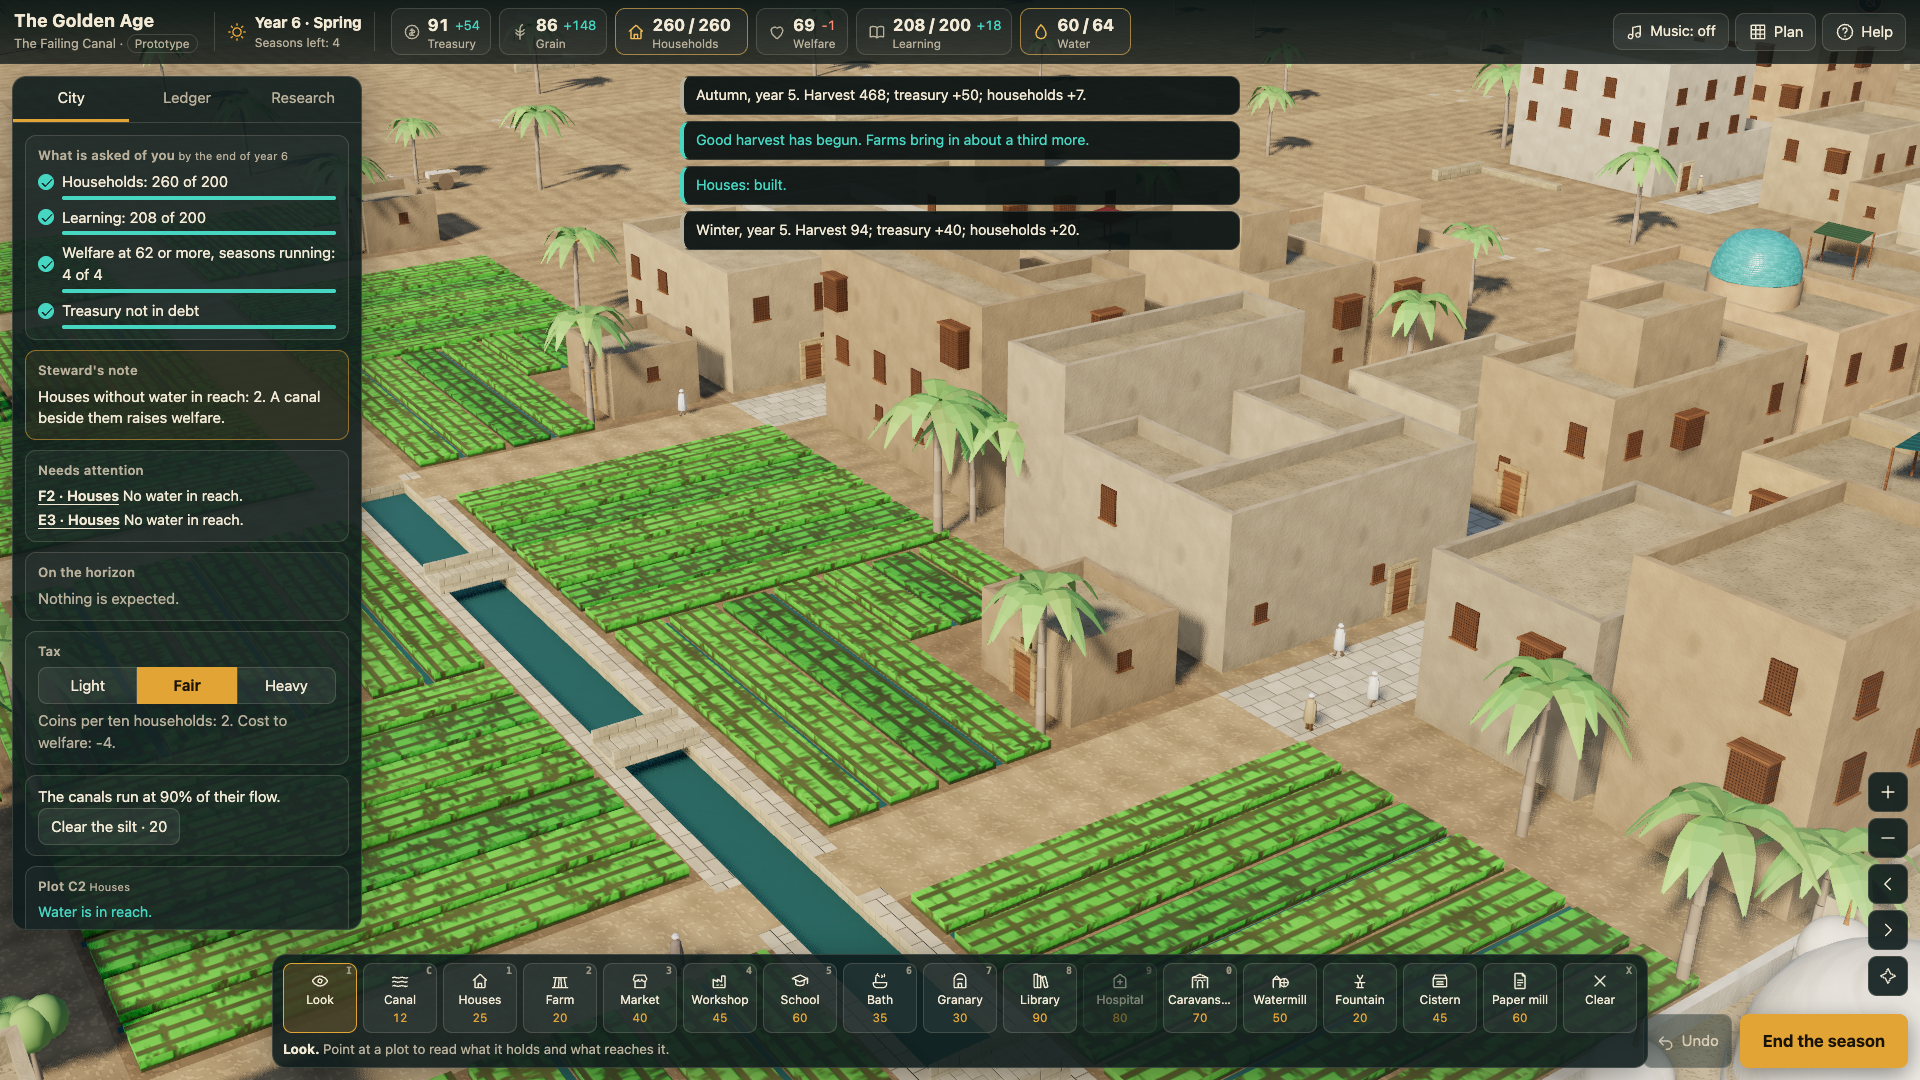 The Golden Age
The Failing Canal · Prototype
Year 6 · Spring
Seasons left: 4
91 +54
Treasury
86 +148
Grain
260 / 260
Households
69 -1
Welfare
208 / 200 +18
Learning
60 / 64
Water
Music: off
Plan
Help
City
Ledger
Research
What is asked of you by the end of year 6
Households: 260 of 200
Learning: 208 of 200
Welfare at 62 or more, seasons running:
4 of 4
Treasury not in debt
Steward's note
Houses without water in reach: 2. A canal
beside them raises welfare.
Needs attention
F2 · Houses No water in reach.
E3 · Houses No water in reach.
On the horizon
Nothing is expected.
Tax
Light
Fair
Heavy
Coins per ten households: 2. Cost to
welfare: -4.
The canals run at 90% of their flow.
Clear the silt · 20
Plot C2 Houses
Water is in reach.
Autumn, year 5. Harvest 468; treasury +50; households +7.
Good harvest has begun. Farms bring in about a third more.
Houses: built.
Winter, year 5. Harvest 94; treasury +40; households +20.
I
Look
C
Canal
12
1
Houses
25
2
Farm
20
3
Market
40
4
Workshop
45
5
School
60
6
Bath
35
7
Granary
30
8
Library
90
9
Hospital
80
0
Caravans...
70
Watermill
50
Fountain
20
Cistern
45
Paper mill
60
X
Clear
Look. Point at a plot to read what it holds and what reaches it.
Undo
End the season